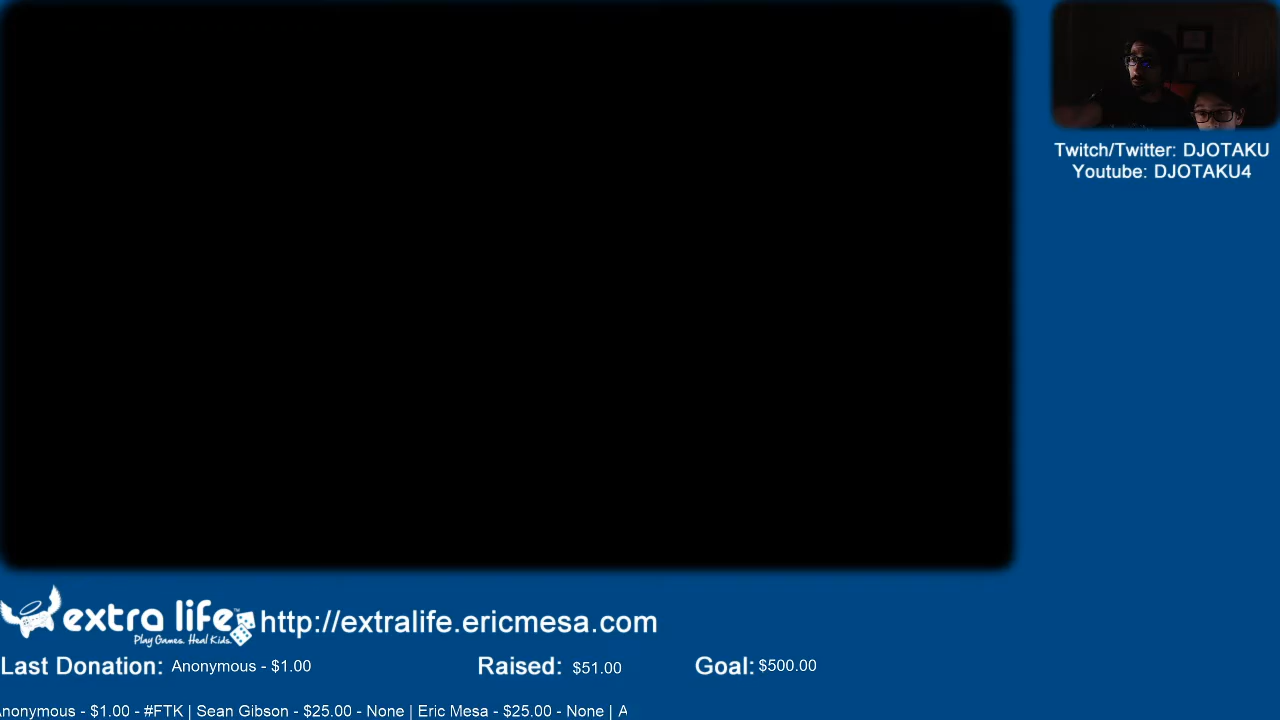 Twitch/Twitter: DJOTAKU
Youtube: DJOTAKU4
extra life™ http://extralife.ericmesa.com
Play Games. Heal Kids.
Last Donation: Anonymous - $1.00 Raised: $51.00 Goal: $500.00
Anonymous - $1.00 - #FTK | Sean Gibson - $25.00 - None | Eric Mesa - $25.00 - None | A